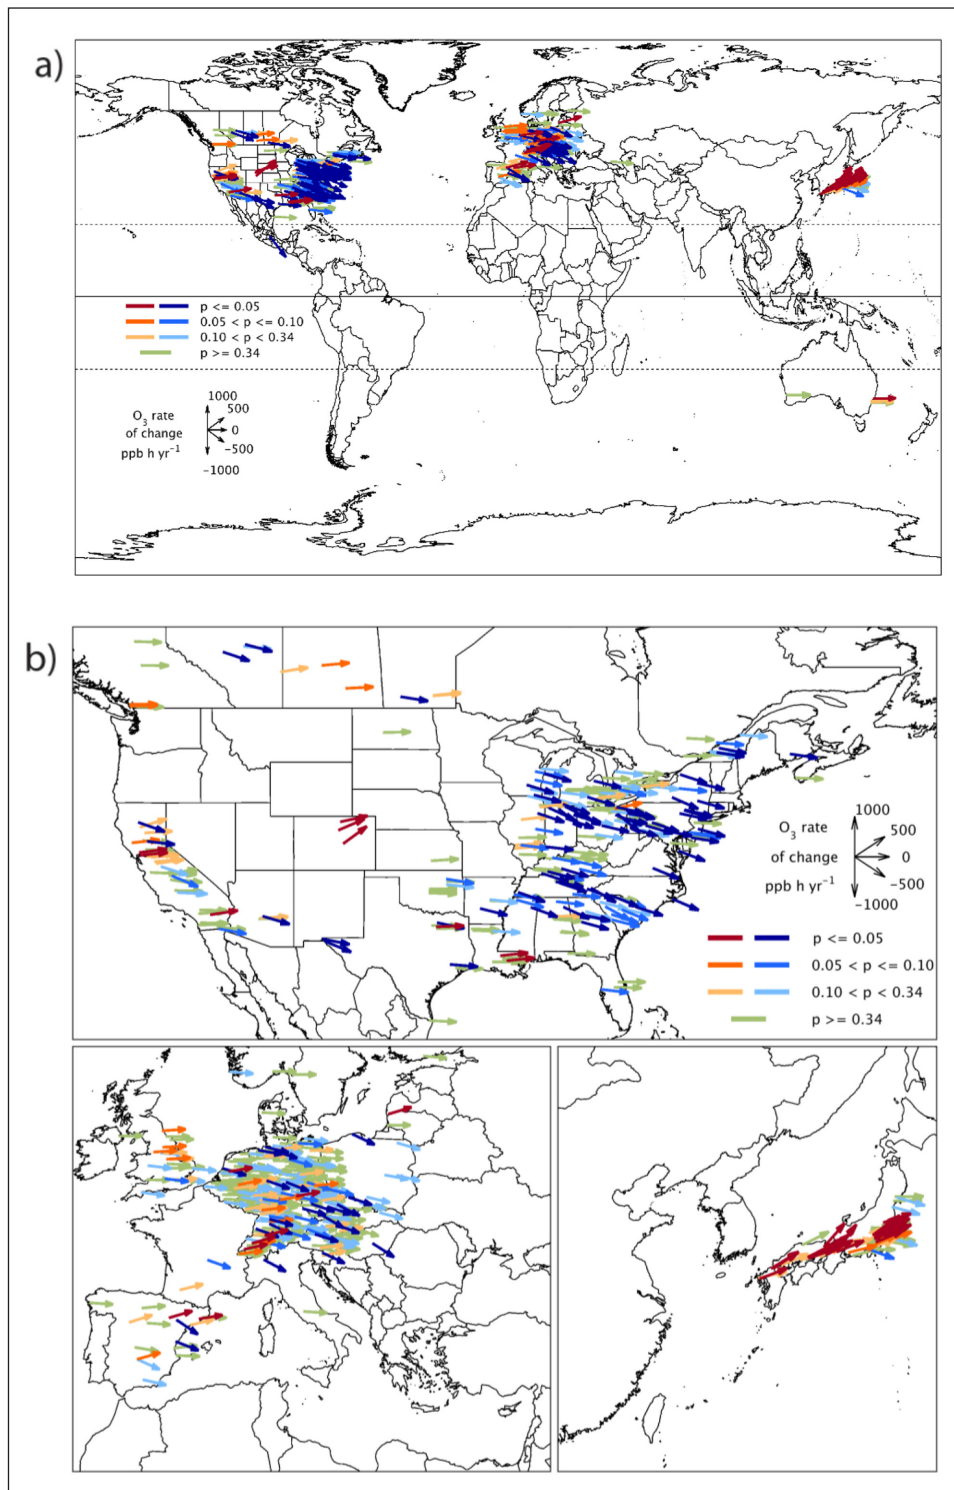 a)
p <= 0.05
0.05 < p <= 0.10
0.10 < p < 0.34
p >= 0.34
1000
500
O3 rate
of change
ppb h yr−1
0
−500
−1000
b)
1000
500
O3 rate
of change
ppb h yr−1
0
−500
−1000
p <= 0.05
0.05 < p <= 0.10
0.10 < p < 0.34
p >= 0.34